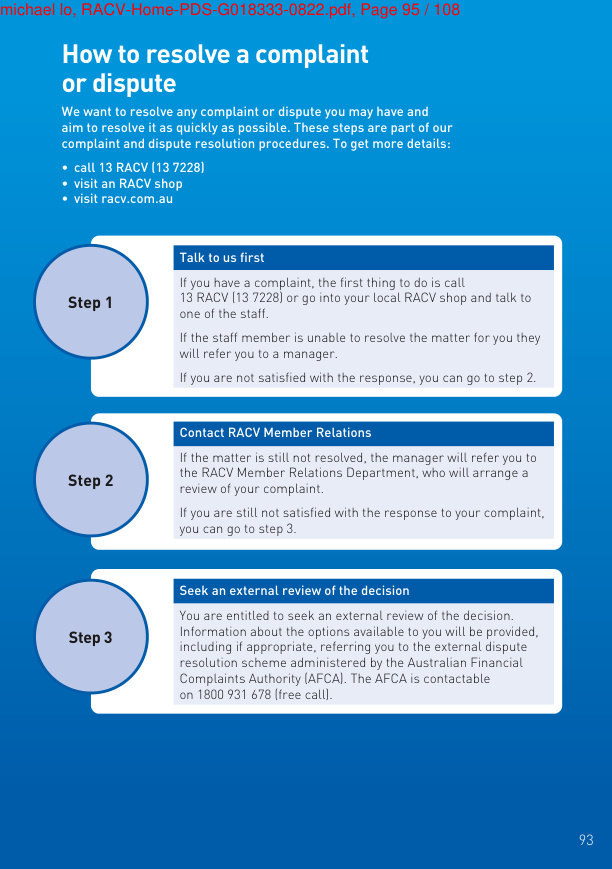 michael lo, RACV-Home-PDS-G018333-0822.pdf, Page 95 / 108
How to resolve a complaint
or dispute
We want to resolve any complaint or dispute you may have and
aim to resolve it as quickly as possible. These steps are part of our
complaint and dispute resolution procedures. To get more details:
• call 13 RACV (13 7228)
• visit an RACV shop
• visit racv.com.au
Step 1
Talk to us first
If you have a complaint, the first thing to do is call
13 RACV (13 7228) or go into your local RACV shop and talk to
one of the staff.
If the staff member is unable to resolve the matter for you they
will refer you to a manager.
If you are not satisfied with the response, you can go to step 2.
Step 2
Contact RACV Member Relations
If the matter is still not resolved, the manager will refer you to
the RACV Member Relations Department, who will arrange a
review of your complaint.
If you are still not satisfied with the response to your complaint,
you can go to step 3.
Step 3
Seek an external review of the decision
You are entitled to seek an external review of the decision.
Information about the options available to you will be provided,
including if appropriate, referring you to the external dispute
resolution scheme administered by the Australian Financial
Complaints Authority (AFCA). The AFCA is contactable
on 1800 931 678 (free call).
93